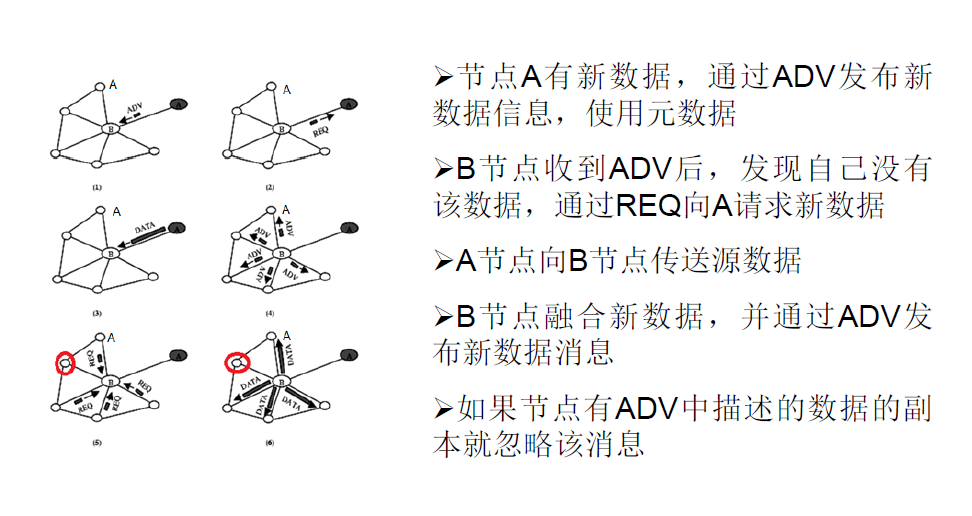 A
ADV
A
B
(1)
A
A
B
REQ
(2)
A
DATA
A
B
(3)
A
ADV
A
ADV
B
ADV
ADV
ADV
(4)
A
REQ
A
B
REQ
REQ
REQ
(5)
A
DATA
A
B
DATA
DATA
DATA
(6)
➢节点A有新数据，通过ADV发布新
数据信息，使用元数据
➢B节点收到ADV后，发现自己没有
该数据，通过REQ向A请求新数据
➢A节点向B节点传送源数据
➢B节点融合新数据，并通过ADV发
布新数据消息
➢如果节点有ADV中描述的数据的副
本就忽略该消息